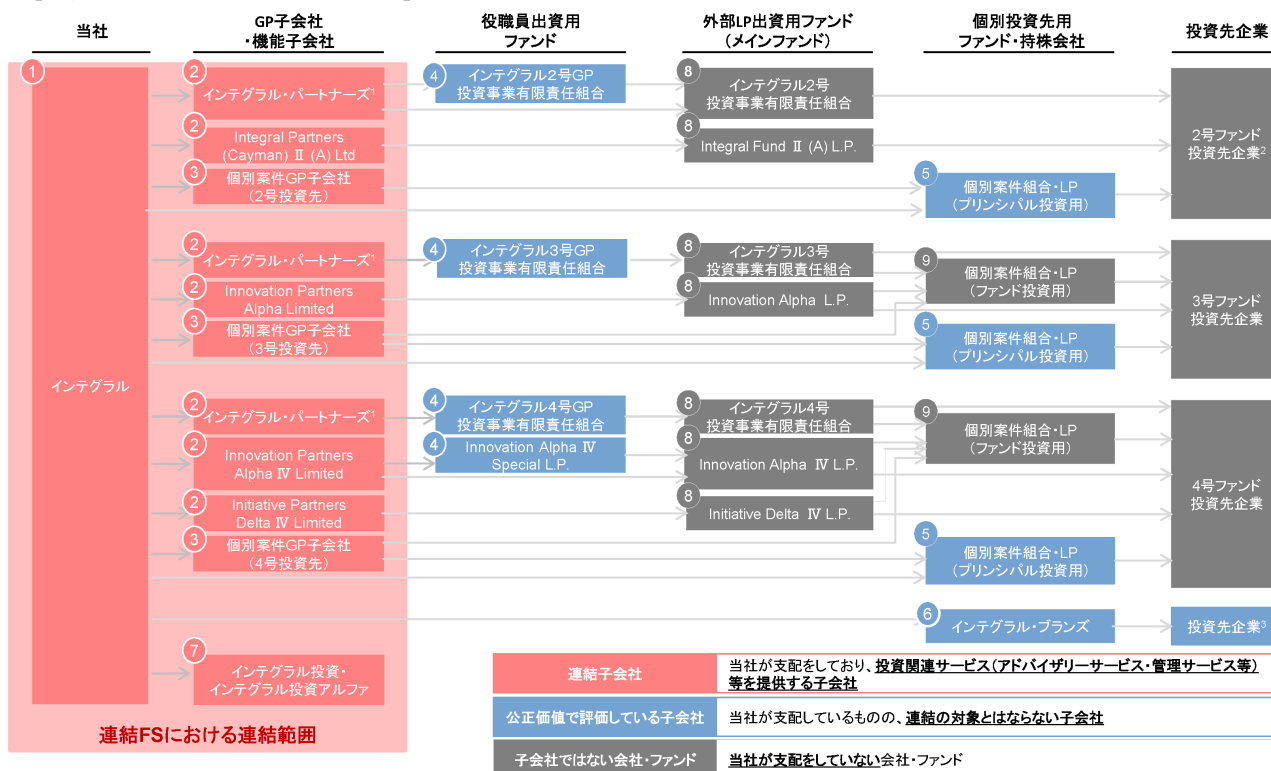 当社
GP子会社
・機能子会社
役職員出資用
ファンド
外部LP出資用ファンド
(メインファンド)
個別投資先用
ファンド・持株会社
投資先企業
1
インテグラル
2
インテグラル・パートナーズ1
4
インテグラル2号GP
投資事業有限責任組合
8
インテグラル2号
投資事業有限責任組合
2
Integral Partners
(Cayman) Ⅱ (A) Ltd
8
Integral Fund Ⅱ (A) L.P.
3
個別案件GP子会社
(2号投資先)
5
個別案件組合・LP
(プリンシパル投資用)
2号ファンド
投資先企業2
2
インテグラル・パートナーズ1
4
インテグラル3号GP
投資事業有限責任組合
8
インテグラル3号
投資事業有限責任組合
9
個別案件組合・LP
(ファンド投資用)
2
Innovation Partners
Alpha Limited
8
Innovation Alpha L.P.
3
個別案件GP子会社
(3号投資先)
5
個別案件組合・LP
(プリンシパル投資用)
3号ファンド
投資先企業
2
インテグラル・パートナーズ1
4
インテグラル4号GP
投資事業有限責任組合
8
インテグラル4号
投資事業有限責任組合
9
個別案件組合・LP
(ファンド投資用)
2
Innovation Partners
Alpha Ⅳ Limited
4
Innovation Alpha Ⅳ
Special L.P.
8
Innovation Alpha Ⅳ L.P.
2
Initiative Partners
Delta Ⅳ Limited
8
Initiative Delta Ⅳ L.P.
3
個別案件GP子会社
(4号投資先)
5
個別案件組合・LP
(プリンシパル投資用)
4号ファンド
投資先企業
6
インテグラル・ブランズ
投資先企業3
7
インテグラル投資・
インテグラル投資アルファ
連結FSにおける連結範囲
連結子会社
当社が支配をしており、投資関連サービス(アドバイザリーサービス・管理サービス等)
等を提供する子会社
公正価値で評価している子会社
当社が支配しているものの、連結の対象とはならない子会社
子会社ではない会社・ファンド
当社が支配をしていない会社・ファンド